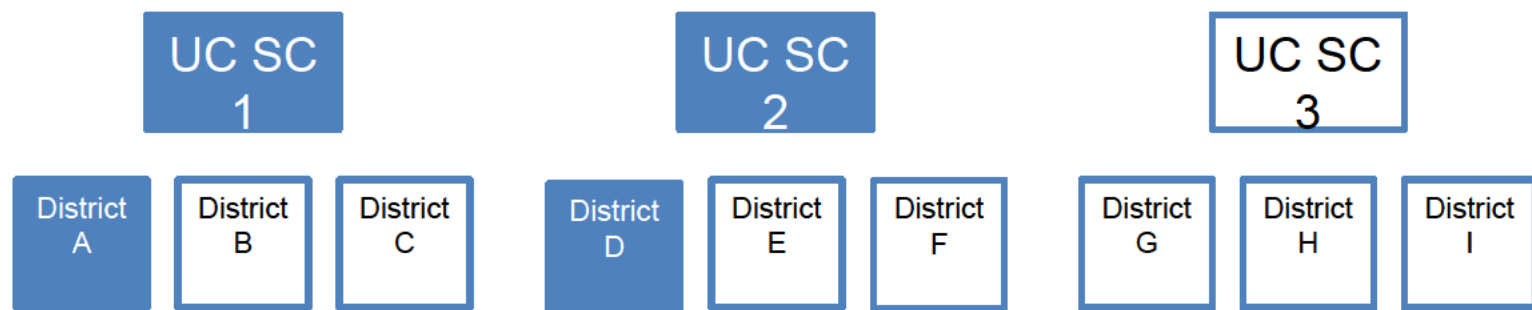 UC SC
1
UC SC
2
UC SC
3
District
A
District
B
District
C
District
D
District
E
District
F
District
G
District
H
District
I